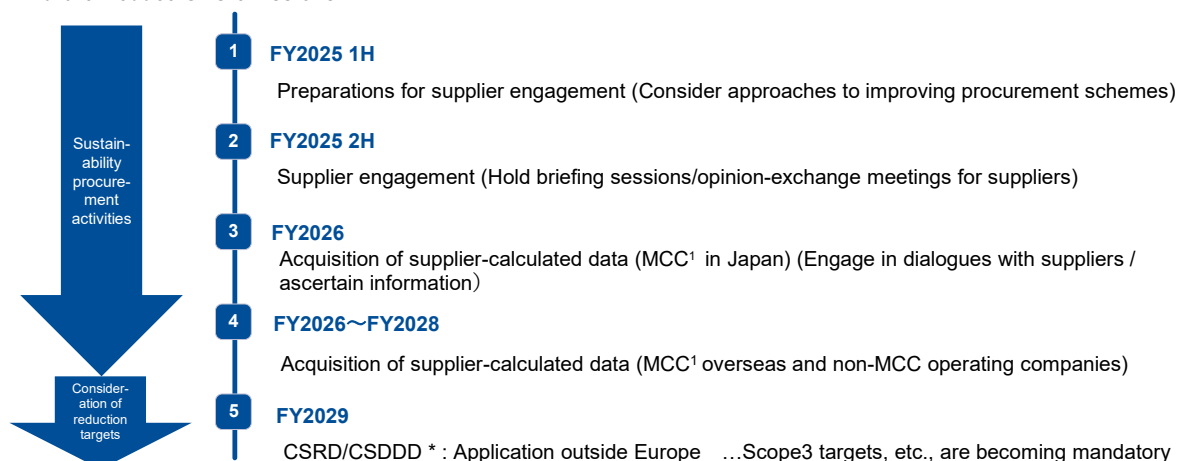 1
FY2025 1H
Preparations for supplier engagement (Consider approaches to improving procurement schemes)
Sustain-
ability
procure-
ment
activities
2
FY2025 2H
Supplier engagement (Hold briefing sessions/opinion-exchange meetings for suppliers)
3
FY2026
Acquisition of supplier-calculated data (MCC¹ in Japan) (Engage in dialogues with suppliers /
ascertain information）
4
FY2026～FY2028
Acquisition of supplier-calculated data (MCC¹ overseas and non-MCC operating companies)
Consider-
ation of
reduction
targets
5
FY2029
CSRD/CSDDD * : Application outside Europe …Scope3 targets, etc., are becoming mandatory